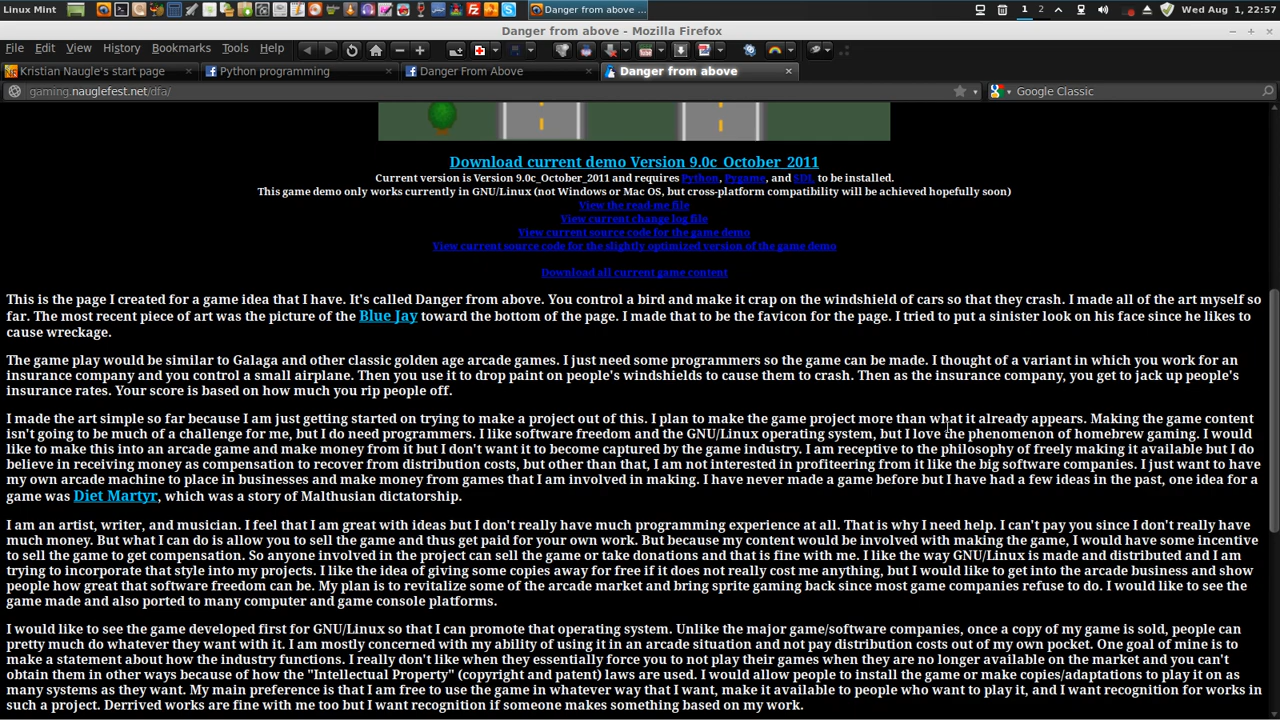 Linux Mint
Danger from above ...
1 2
Wed Aug 1, 22:57
Danger from above - Mozilla Firefox
File Edit View History Bookmarks Tools Help
Kristian Naugle's start page
Python programming
Danger From Above
Danger from above
gaming.nauglefest.net/dfa/
Google Classic
Download current demo Version 9.0c_October_2011
Current version is Version 9.0c_October_2011 and requires Python, Pygame, and SDL to be installed.
This game demo only works currently in GNU/Linux (not Windows or Mac OS, but cross-platform compatibility will be achieved hopefully soon)
View the read-me file
View current change log file
View current source code for the game demo
View current source code for the slightly optimized version of the game demo
Download all current game content
This is the page I created for a game idea that I have. It's called Danger from above. You control a bird and make it crap on the windshield of cars so that they crash. I made all of the art myself so
far. The most recent piece of art was the picture of the Blue Jay toward the bottom of the page. I made that to be the favicon for the page. I tried to put a sinister look on his face since he likes to
cause wreckage.
The game play would be similar to Galaga and other classic golden age arcade games. I just need some programmers so the game can be made. I thought of a variant in which you work for an
insurance company and you control a small airplane. Then you use it to drop paint on people's windshields to cause them to crash. Then as the insurance company, you get to jack up people's
insurance rates. Your score is based on how much you rip people off.
I made the art simple so far because I am just getting started on trying to make a project out of this. I plan to make the game project more than what it already appears. Making the game content
isn't going to be much of a challenge for me, but I do need programmers. I like software freedom and the GNU/Linux operating system, but I love the phenomenon of homebrew gaming. I would
like to make this into an arcade game and make money from it but I don't want it to become captured by the game industry. I am receptive to the philosophy of freely making it available but I do
believe in receiving money as compensation to recover from distribution costs, but other than that, I am not interested in profiteering from it like the big software companies. I just want to have
my own arcade machine to place in businesses and make money from games that I am involved in making. I have never made a game before but I have had a few ideas in the past, one idea for a
game was Diet Martyr, which was a story of Malthusian dictatorship.
I am an artist, writer, and musician. I feel that I am great with ideas but I don't really have much programming experience at all. That is why I need help. I can't pay you since I don't really have
much money. But what I can do is allow you to sell the game and thus get paid for your own work. But because my content would be involved with making the game, I would have some incentive
to sell the game to get compensation. So anyone involved in the project can sell the game or take donations and that is fine with me. I like the way GNU/Linux is made and distributed and I am
trying to incorporate that style into my projects. I like the idea of giving some copies away for free if it does not really cost me anything, but I would like to get into the arcade business and show
people how great that software freedom can be. My plan is to revitalize some of the arcade market and bring sprite gaming back since most game companies refuse to do. I would like to see the
game made and also ported to many computer and game console platforms.
I would like to see the game developed first for GNU/Linux so that I can promote that operating system. Unlike the major game/software companies, once a copy of my game is sold, people can
pretty much do whatever they want with it. I am mostly concerned with my ability of using it in an arcade situation and not pay distribution costs out of my own pocket. One goal of mine is to
make a statement about how the industry functions. I really don't like when they essentially force you to not play their games when they are no longer available on the market and you can't
obtain them in other ways because of how the "Intellectual Property" (copyright and patent) laws are used. I would allow people to install the game or make copies/adaptations to play it on as
many systems as they want. My main preference is that I am free to use the game in whatever way that I want, make it available to people who want to play it, and I want recognition for works in
such a project. Derrived works are fine with me too but I want recognition if someone makes something based on my work.